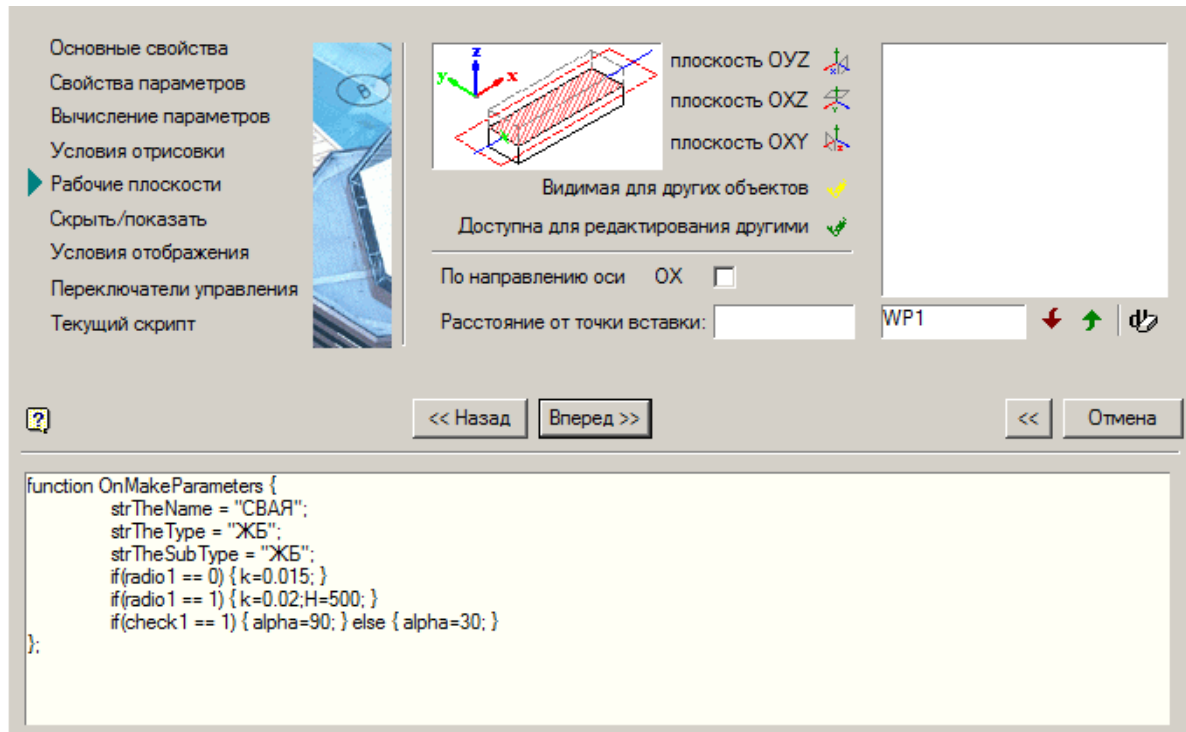 Основные свойства
Свойства параметров
Вычисление параметров
Условия отрисовки
Рабочие плоскости
Скрыть/показать
Условия отображения
Переключатели управления
Текущий скрипт
B
z
y
x
плоскость OYZ
плоскость OXZ
плоскость OXY
Видимая для других объектов
Доступна для редактирования другими
По направлению оси OX
Расстояние от точки вставки:
WP1
<< Назад
Вперед >>
<<
Отмена
function OnMakeParameters {
strTheName = "СВАЯ";
strTheType = "ЖБ";
strTheSubType = "ЖБ";
if(radio1 == 0) { k=0.015; }
if(radio1 == 1) { k=0.02;H=500; }
if(check1 == 1) { alpha=90; } else { alpha=30; }
};